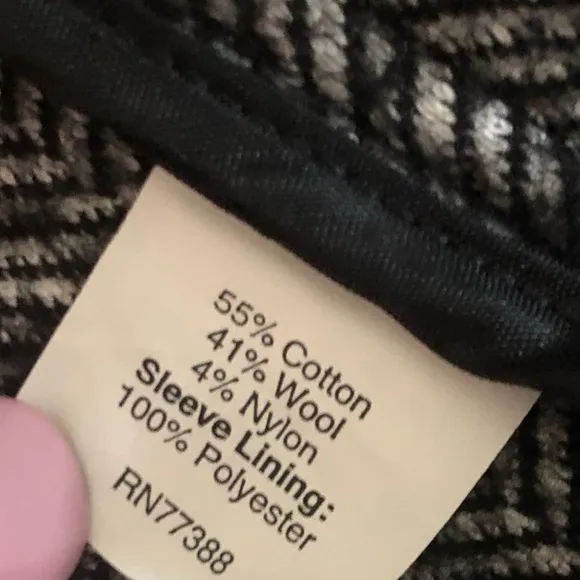 55% Cotton
41% Wool
4% Nylon
Sleeve Lining:
100% Polyester
RN77388